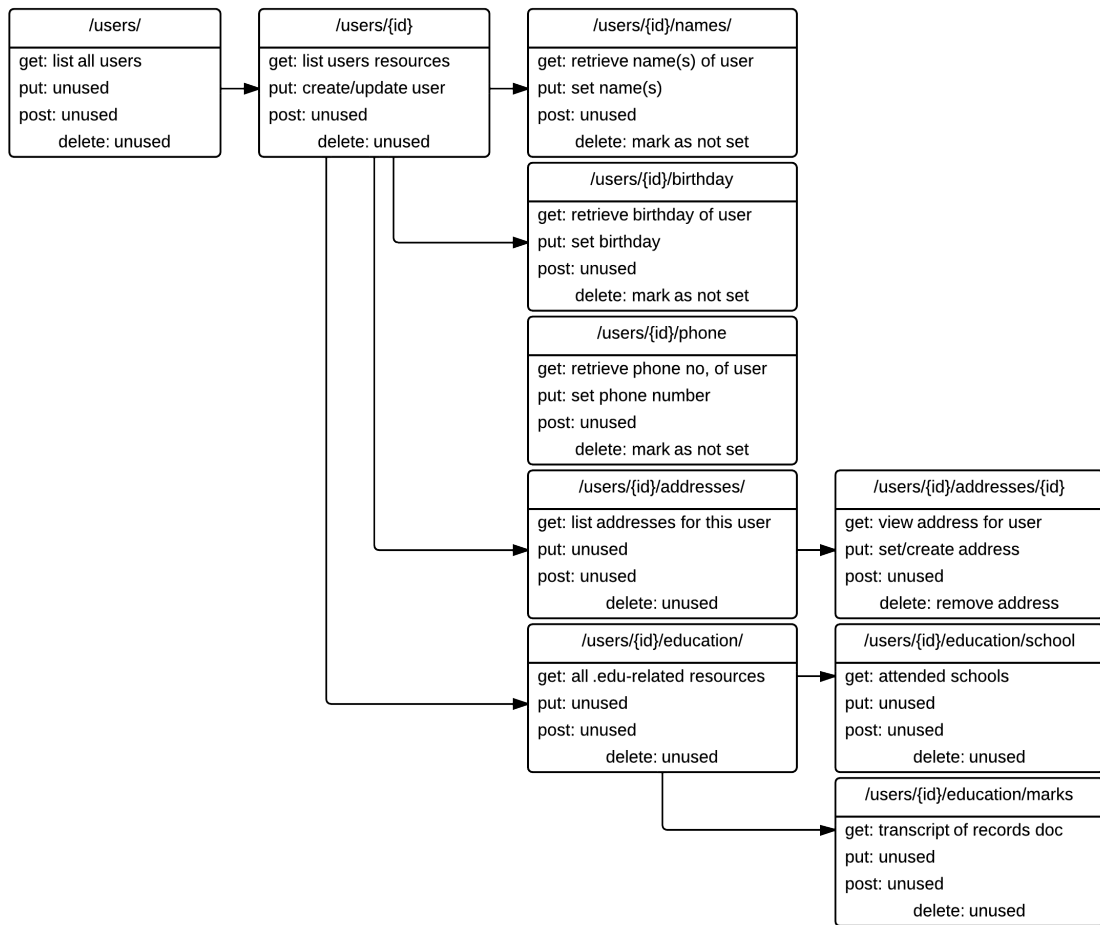 /users/
get: list all users
put: unused
post: unused
delete: unused
/users/{id}
get: list users resources
put: create/update user
post: unused
delete: unused
/users/{id}/names/
get: retrieve name(s) of user
put: set name(s)
post: unused
delete: mark as not set
/users/{id}/birthday
get: retrieve birthday of user
put: set birthday
post: unused
delete: mark as not set
/users/{id}/phone
get: retrieve phone no, of user
put: set phone number
post: unused
delete: mark as not set
/users/{id}/addresses/
get: list addresses for this user
put: unused
post: unused
delete: unused
/users/{id}/addresses/{id}
get: view address for user
put: set/create address
post: unused
delete: remove address
/users/{id}/education/
get: all .edu-related resources
put: unused
post: unused
delete: unused
/users/{id}/education/school
get: attended schools
put: unused
post: unused
delete: unused
/users/{id}/education/marks
get: transcript of records doc
put: unused
post: unused
delete: unused